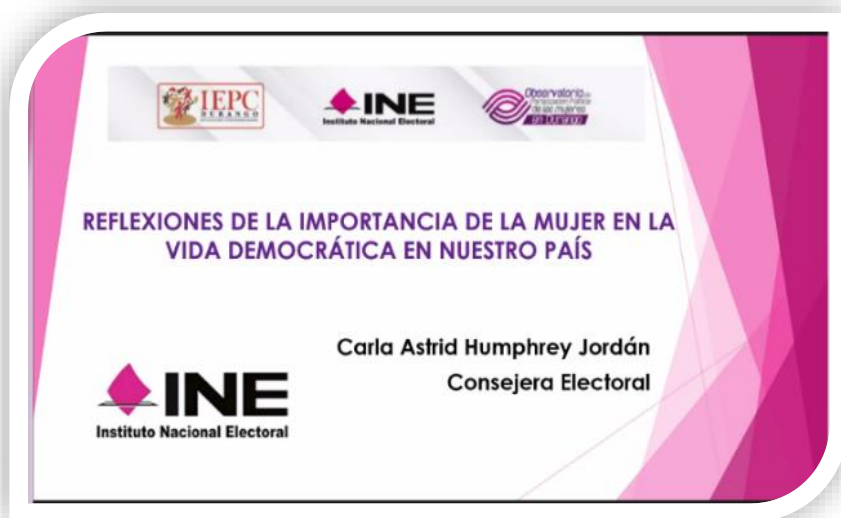 IEPC
DURANGO
INE
Instituto Nacional Electoral
Observatorio de
Participación Política
de las mujeres
en Durango
REFLEXIONES DE LA IMPORTANCIA DE LA MUJER EN LA
VIDA DEMOCRÁTICA EN NUESTRO PAÍS
Carla Astrid Humphrey Jordán
Consejera Electoral
INE
Instituto Nacional Electoral